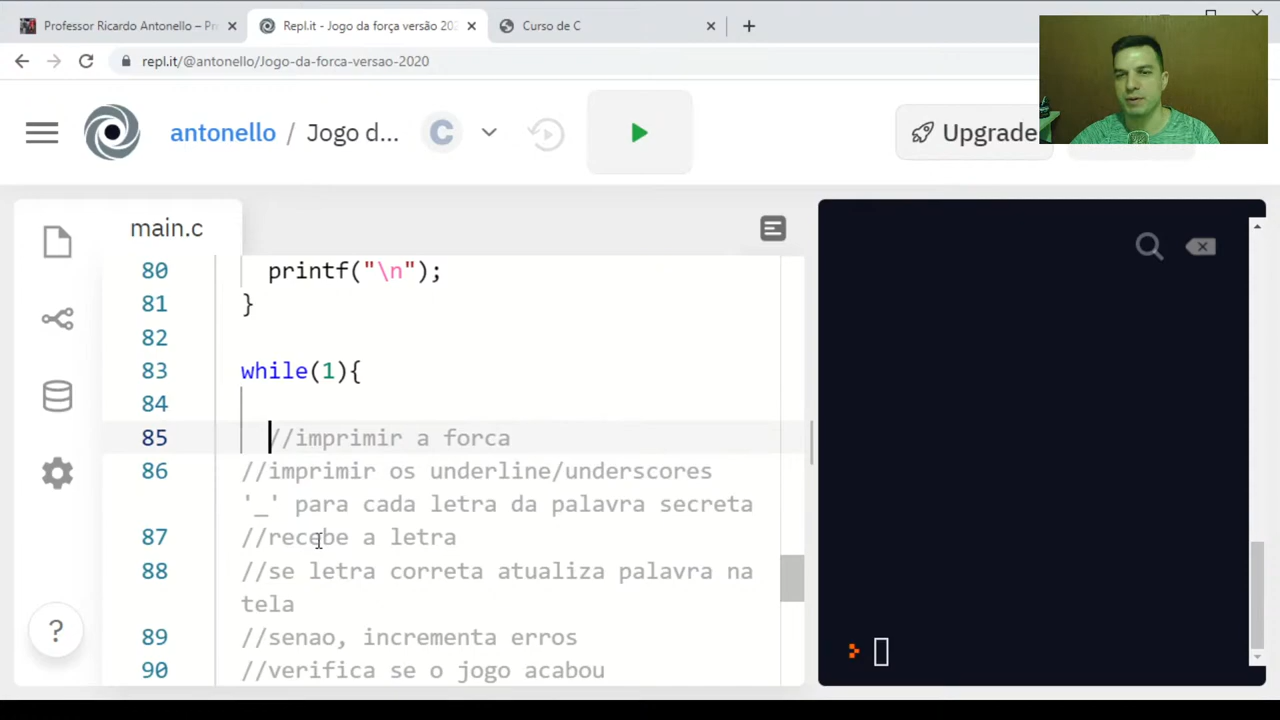 Professor Ricardo Antonello – Pr
Repl.it - Jogo da força versão 202
Curso de C
repl.it/@antonello/Jogo-da-forca-versao-2020
antonello / Jogo d...
C
Upgrade
main.c
80 printf("\n");
81 }
82
83 while(1){
84
85 //imprimir a forca
86 //imprimir os underline/underscores
'_' para cada letra da palavra secreta
87 //recebe a letra
88 //se letra correta atualiza palavra na
tela
89 //senao, incrementa erros
90 //verifica se o jogo acabou
?